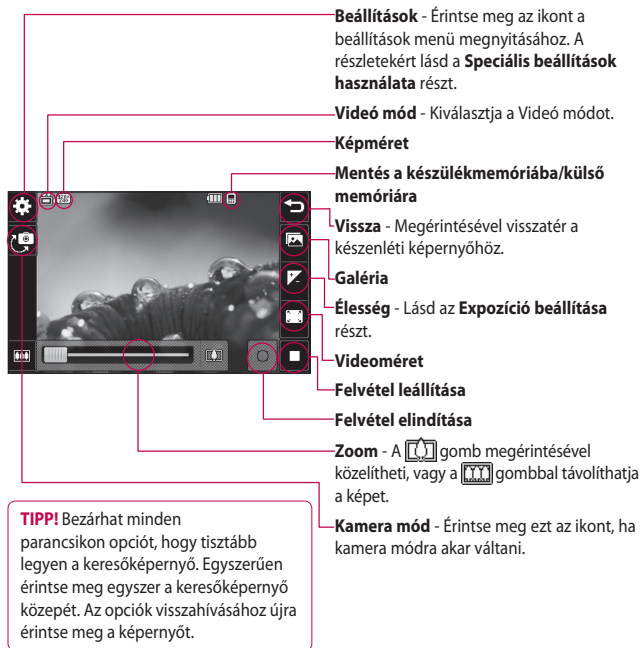 Beállítások - Érintse meg az ikont a
beállítások menü megnyitásához. A
részletekért lásd a Speciális beállítások
használata részt.
Videó mód - Kiválasztja a Videó módot.
Képméret
Mentés a készülékmemóriába/külső
memóriára
Vissza - Megérintésével visszatér a
készenléti képernyőhöz.
Galéria
Élesség - Lásd az Expozíció beállítása
részt.
Videoméret
Felvétel leállítása
Felvétel elindítása
Zoom - A gomb megérintésével
közelítheti, vagy a gombbal távolíthatja
a képet.
Kamera mód - Érintse meg ezt az ikont, ha
kamera módra akar váltani.
TIPP! Bezárhat minden
parancsikon opciót, hogy tisztább
legyen a keresőképernyő. Egyszerűen
érintse meg egyszer a keresőképernyő
közepét. Az opciók visszahívásához újra
érintse meg a képernyőt.